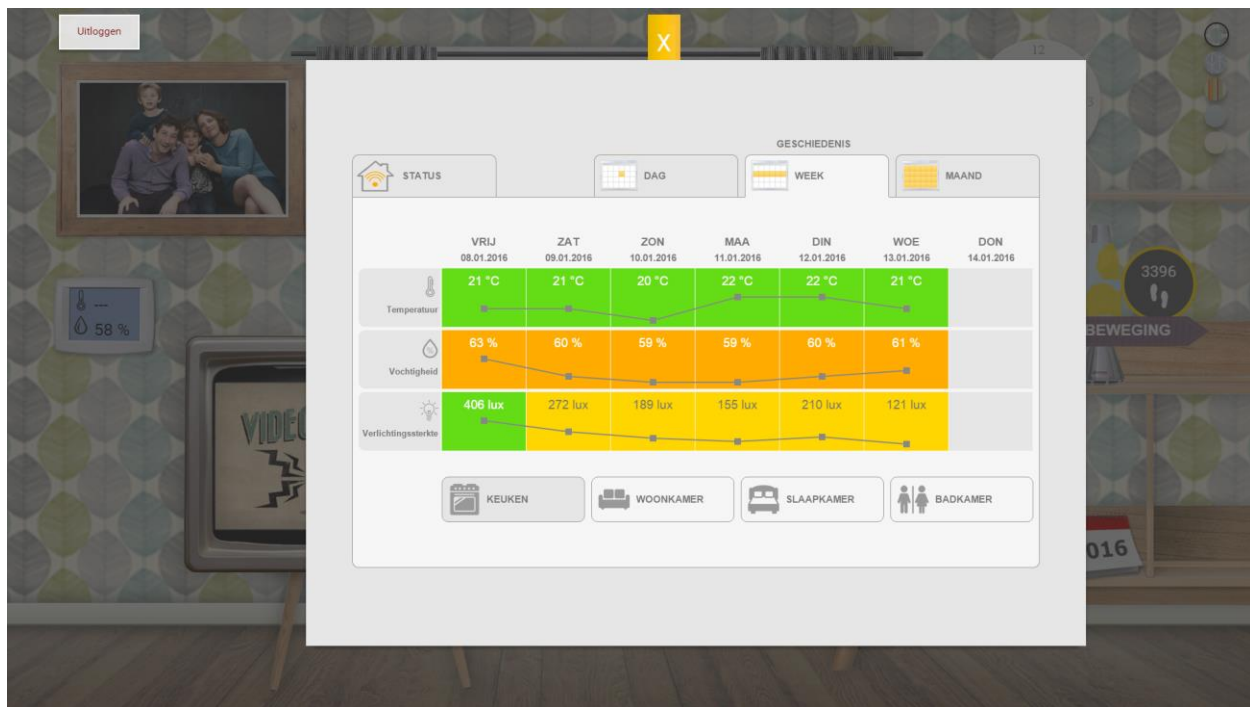 Uitloggen
X
12
GESCHIEDENIS
STATUS
DAG
WEEK
MAAND
VRIJ
ZAT
ZON
MAA
DIN
WOE
DON
08.01.2016
09.01.2016
10.01.2016
11.01.2016
12.01.2016
13.01.2016
14.01.2016
21 °C
21 °C
20 °C
22 °C
22 °C
21 °C
Temperatuur
63 %
60 %
59 %
59 %
60 %
61 %
%
Vochtigheid
406 lux
272 lux
189 lux
155 lux
210 lux
121 lux
Verlichtingssterkte
KEUKEN
WOONKAMER
SLAAPKAMER
BADKAMER
---
58 %
3396
BEWEGING
VIDEO
016